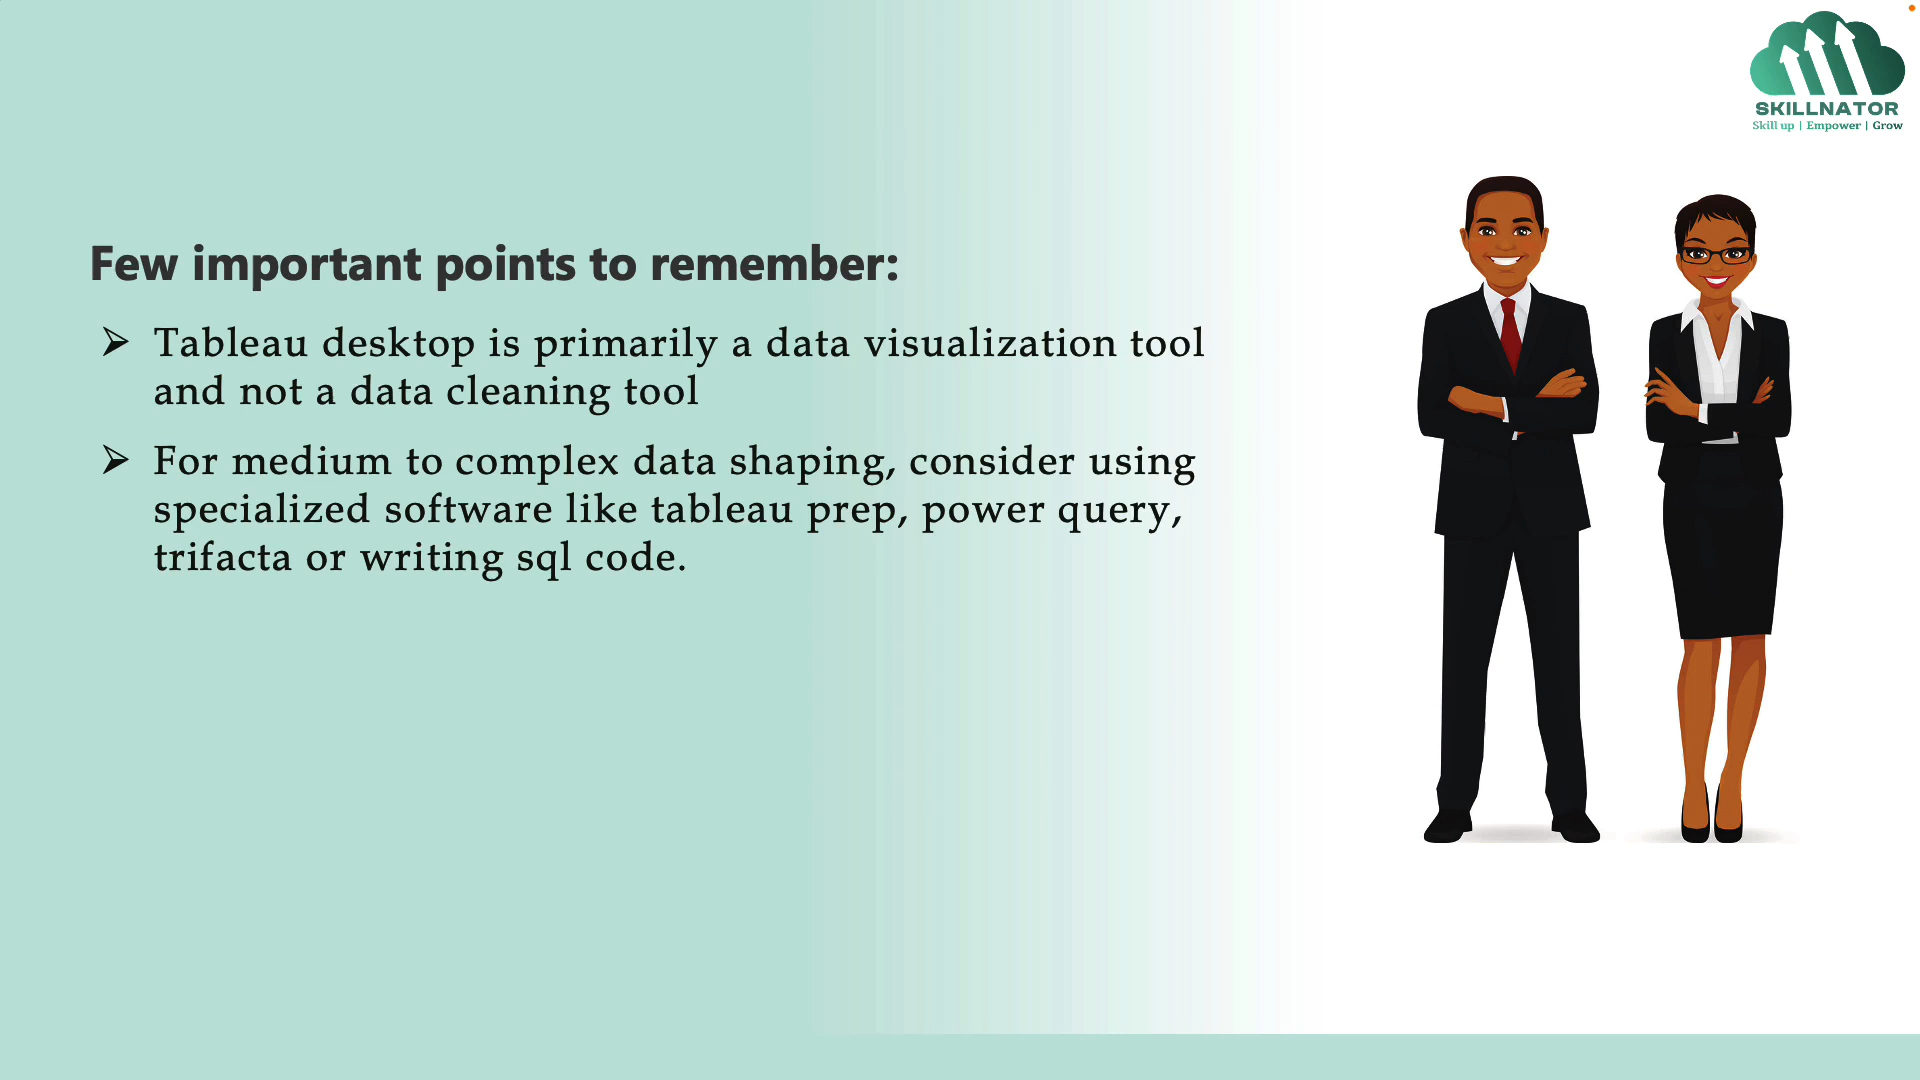 SKILLNATOR
Skill up | Empower | Grow
Few important points to remember:
➢ Tableau desktop is primarily a data visualization tool
and not a data cleaning tool
➢ For medium to complex data shaping, consider using
specialized software like tableau prep, power query,
trifacta or writing sql code.